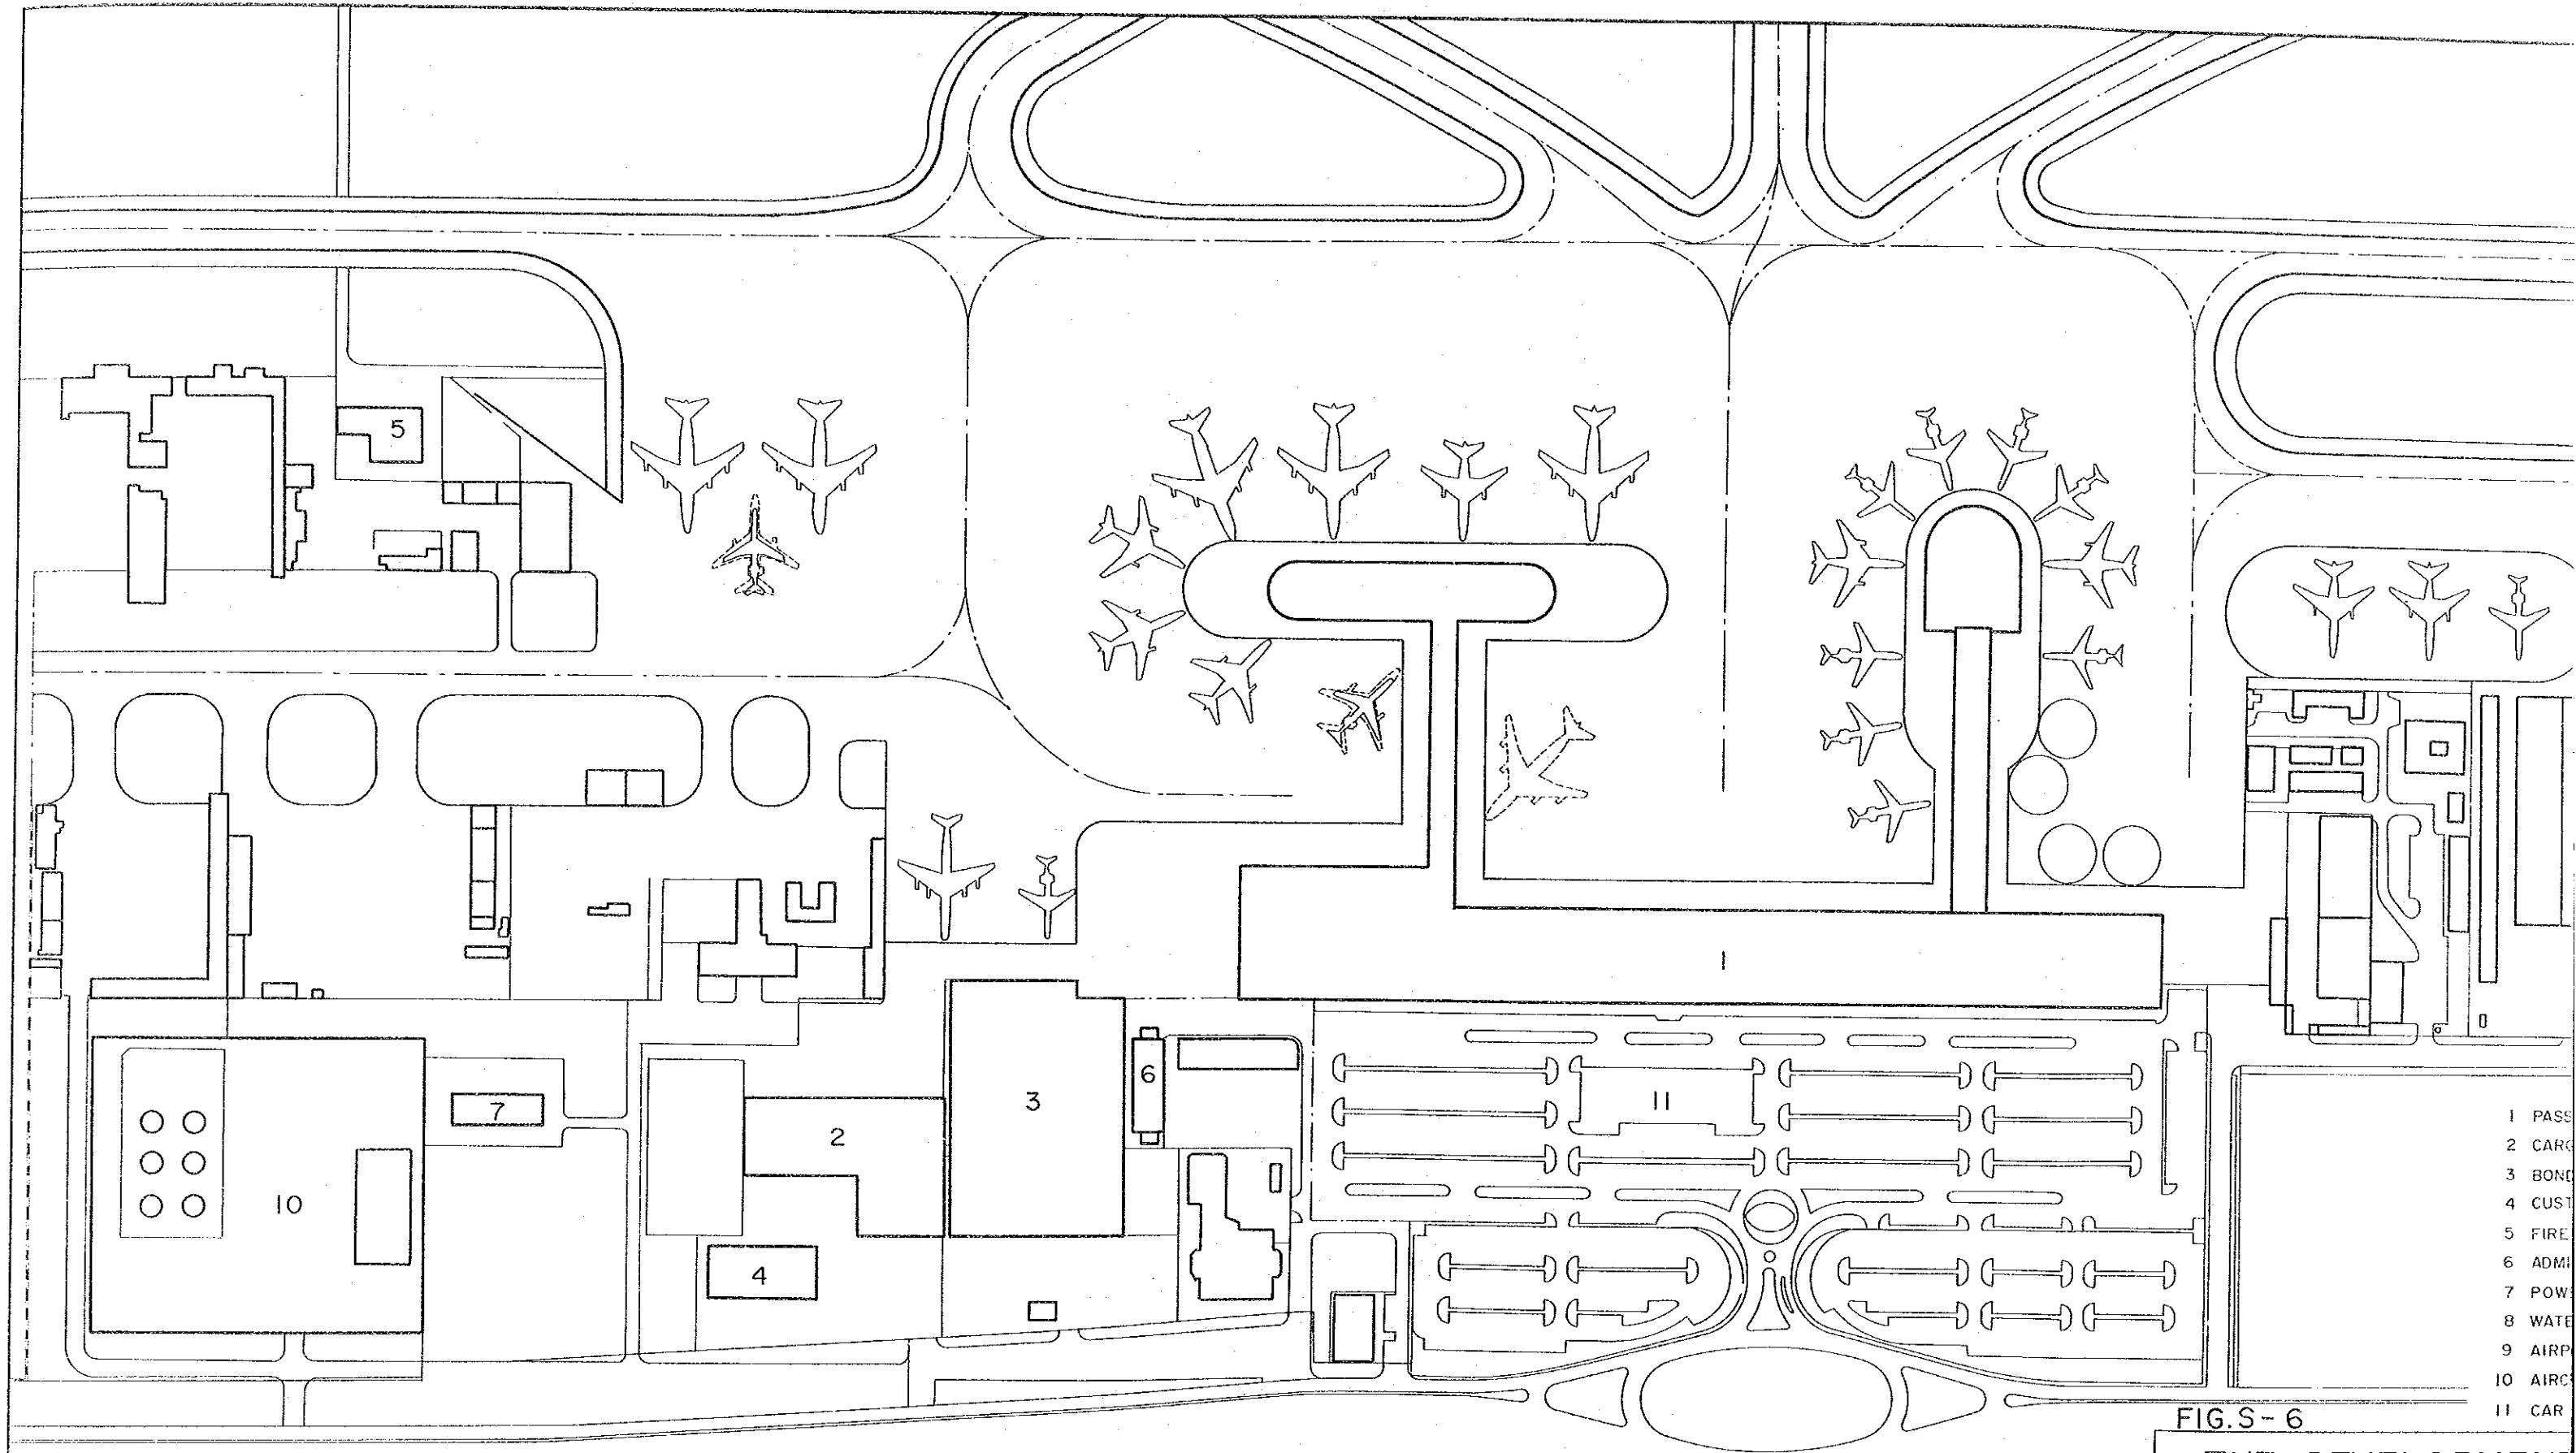 5
1
6
3
11
7
2
10
4
1 PASS
2 CARG
3 BOND
4 CUST
5 FIRE
6 ADMI
7 POW
8 WATE
9 AIRP
10 AIRC
11 CAR
FIG.S-6